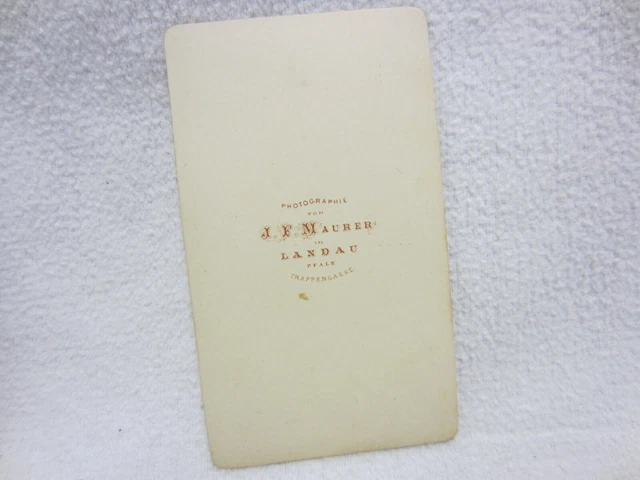 PHOTOGRAPHIE
VON
J. F. MAURER
IN
LANDAU
PFALZ
TRAPPENGASSE